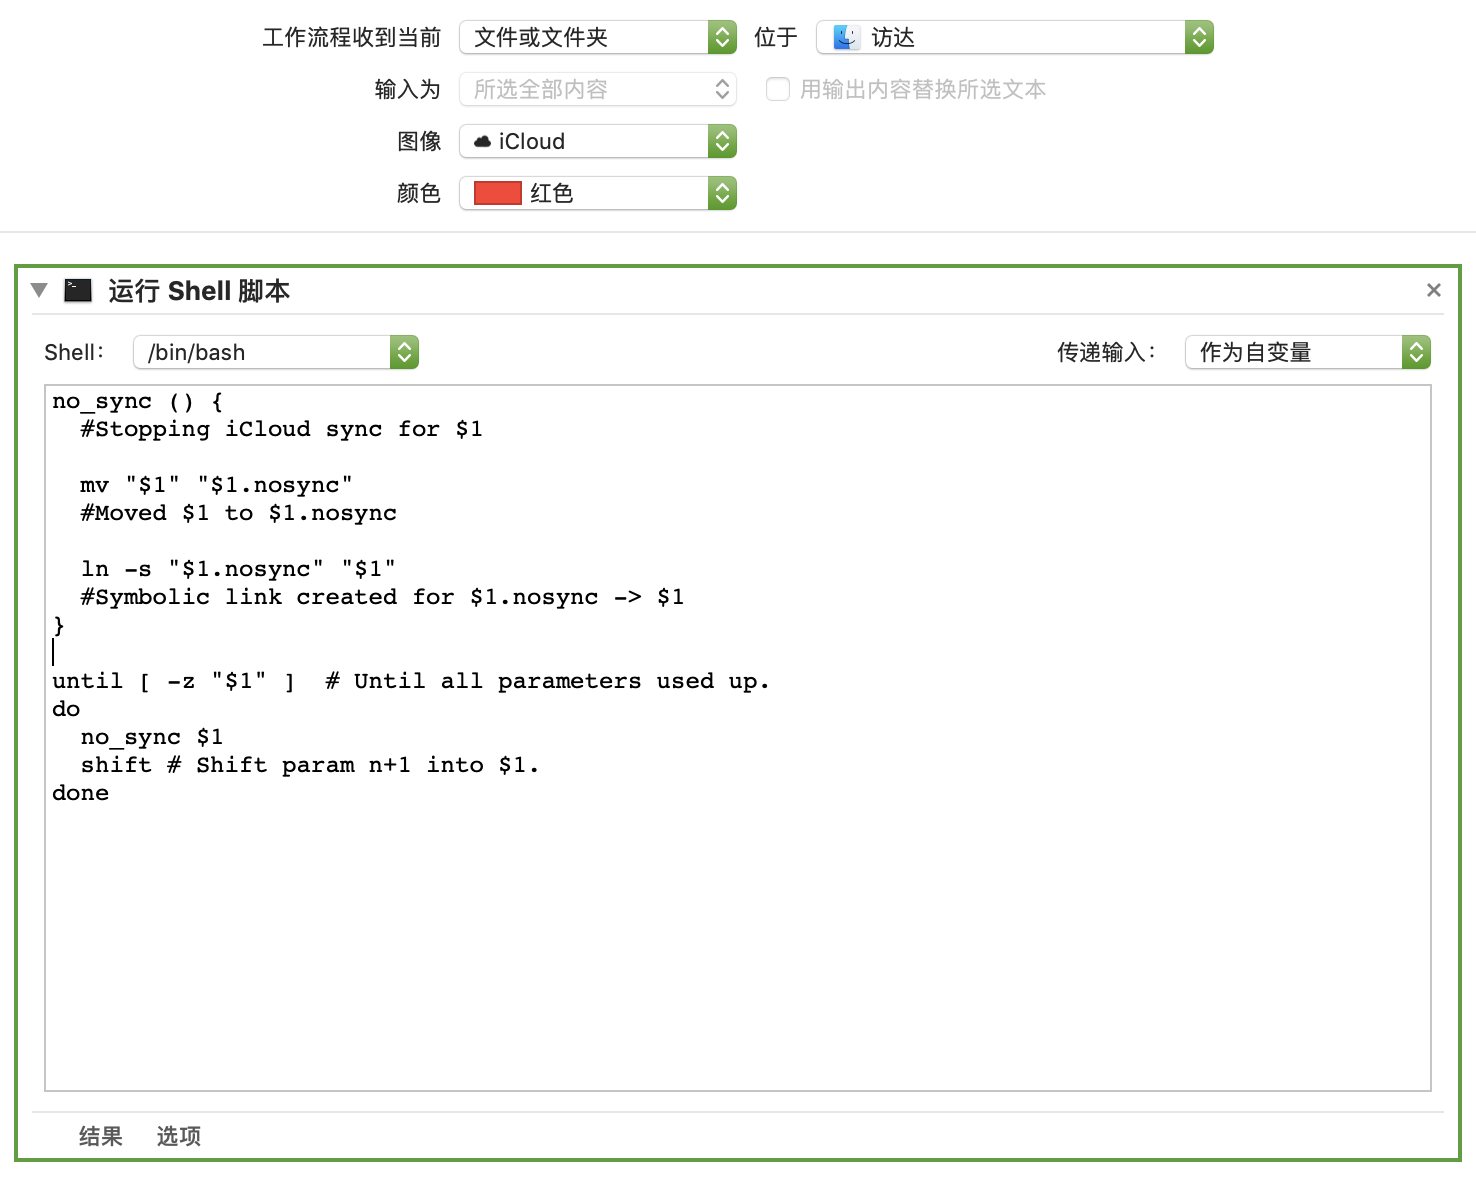 工作流程收到当前 文件或文件夹 位于 访达
输入为 所选全部内容 用输出内容替换所选文本
图像 iCloud
颜色 红色
运行 Shell 脚本
Shell: /bin/bash 传递输入: 作为自变量
no_sync () {
  #Stopping iCloud sync for $1
  mv "$1" "$1.nosync"
  #Moved $1 to $1.nosync
  ln -s "$1.nosync" "$1"
  #Symbolic link created for $1.nosync -> $1
}
until [ -z "$1" ]  # Until all parameters used up.
do
  no_sync $1
  shift # Shift param n+1 into $1.
done
结果 选项